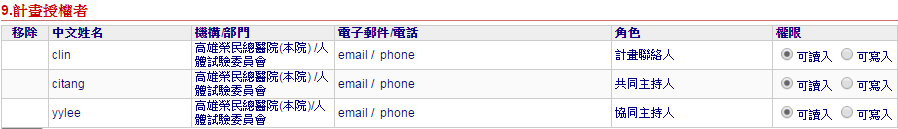 9.計畫授權者
移除 中文姓名 機構/部門 電子郵件/電話 角色 權限
clin 高雄榮民總醫院(本院) /人 email / phone 計畫聯絡人 可讀入 可寫入
體試驗委員會
citang 高雄榮民總醫院(本院) /人 email / phone 共同主持人 可讀入 可寫入
體試驗委員會
yylee 高雄榮民總醫院(本院)/人 email / phone 協同主持人 可讀入 可寫入
體試驗委員會